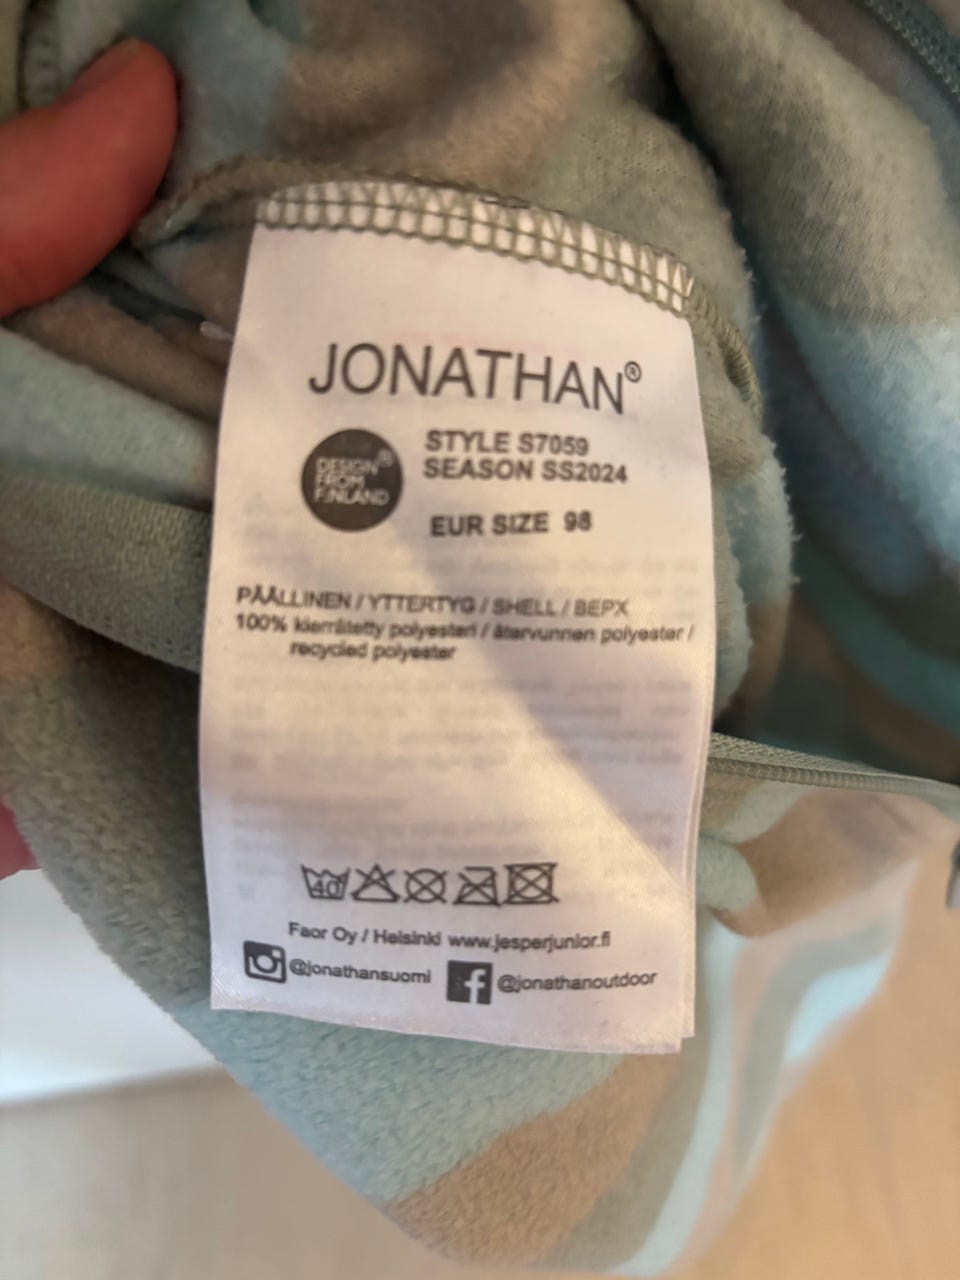 JONATHAN®
DESIGN®
FROM
FINLAND
STYLE S7059
SEASON SS2024
EUR SIZE 98
PÄÄLLINEN / YTTERTYG / SHELL / ВЕРХ
100% kierrätetty polyesteri / återvunnen polyester /
recycled polyester
40
Faor Oy / Helsinki www.jesperjunior.fi
@jonathansuomi
@jonathanoutdoor